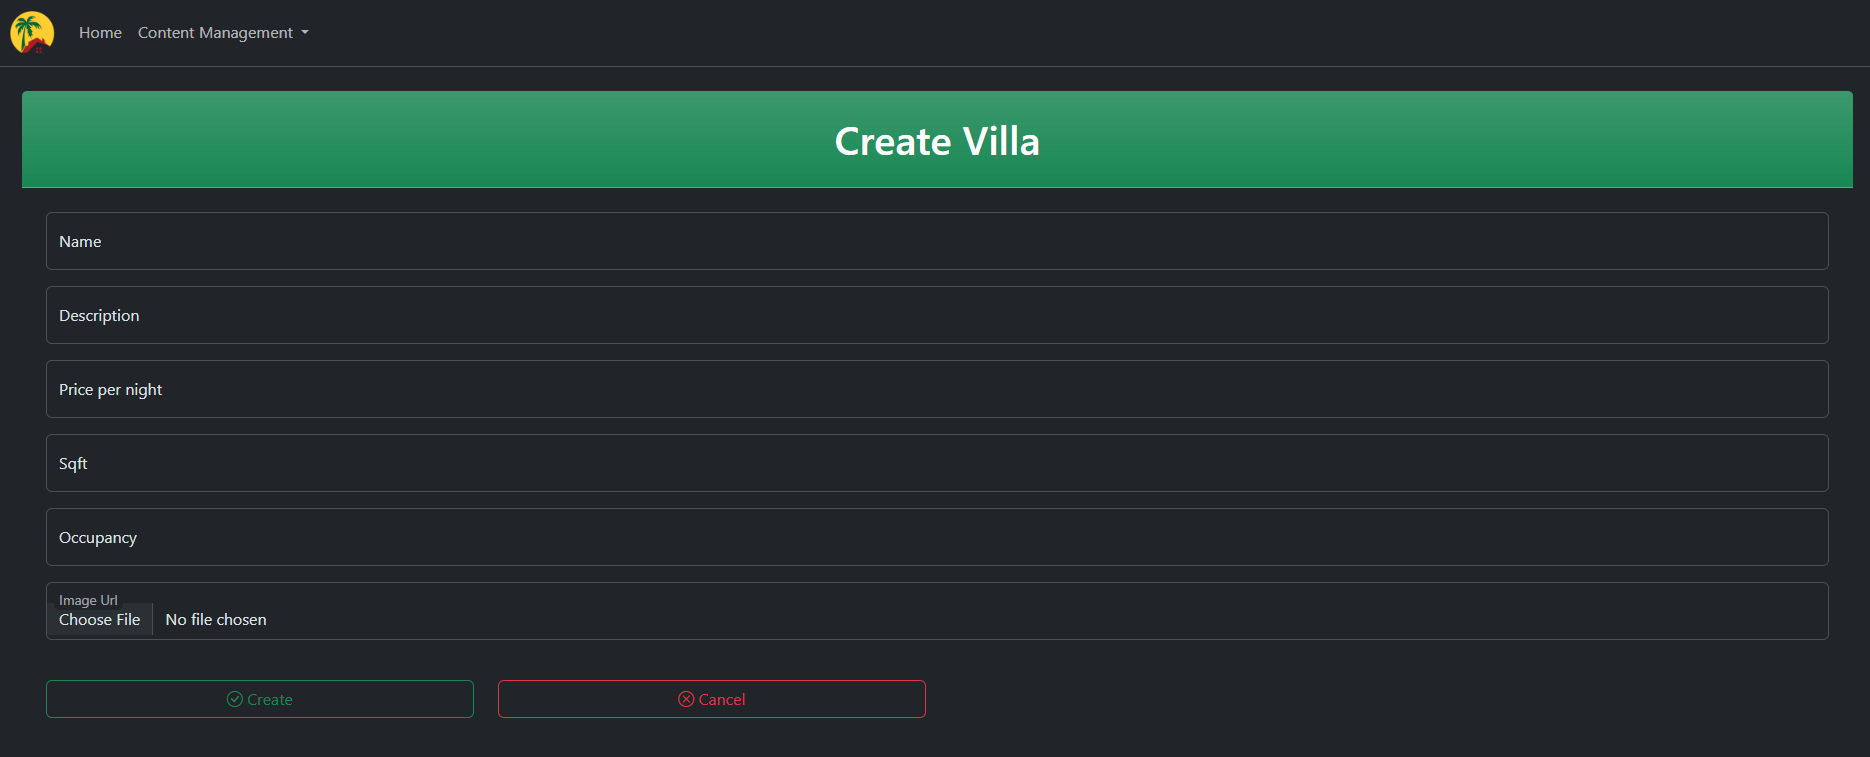 Home Content Management
Create Villa
Name
Description
Price per night
Sqft
Occupancy
Image Url
Choose File No file chosen
Create Cancel